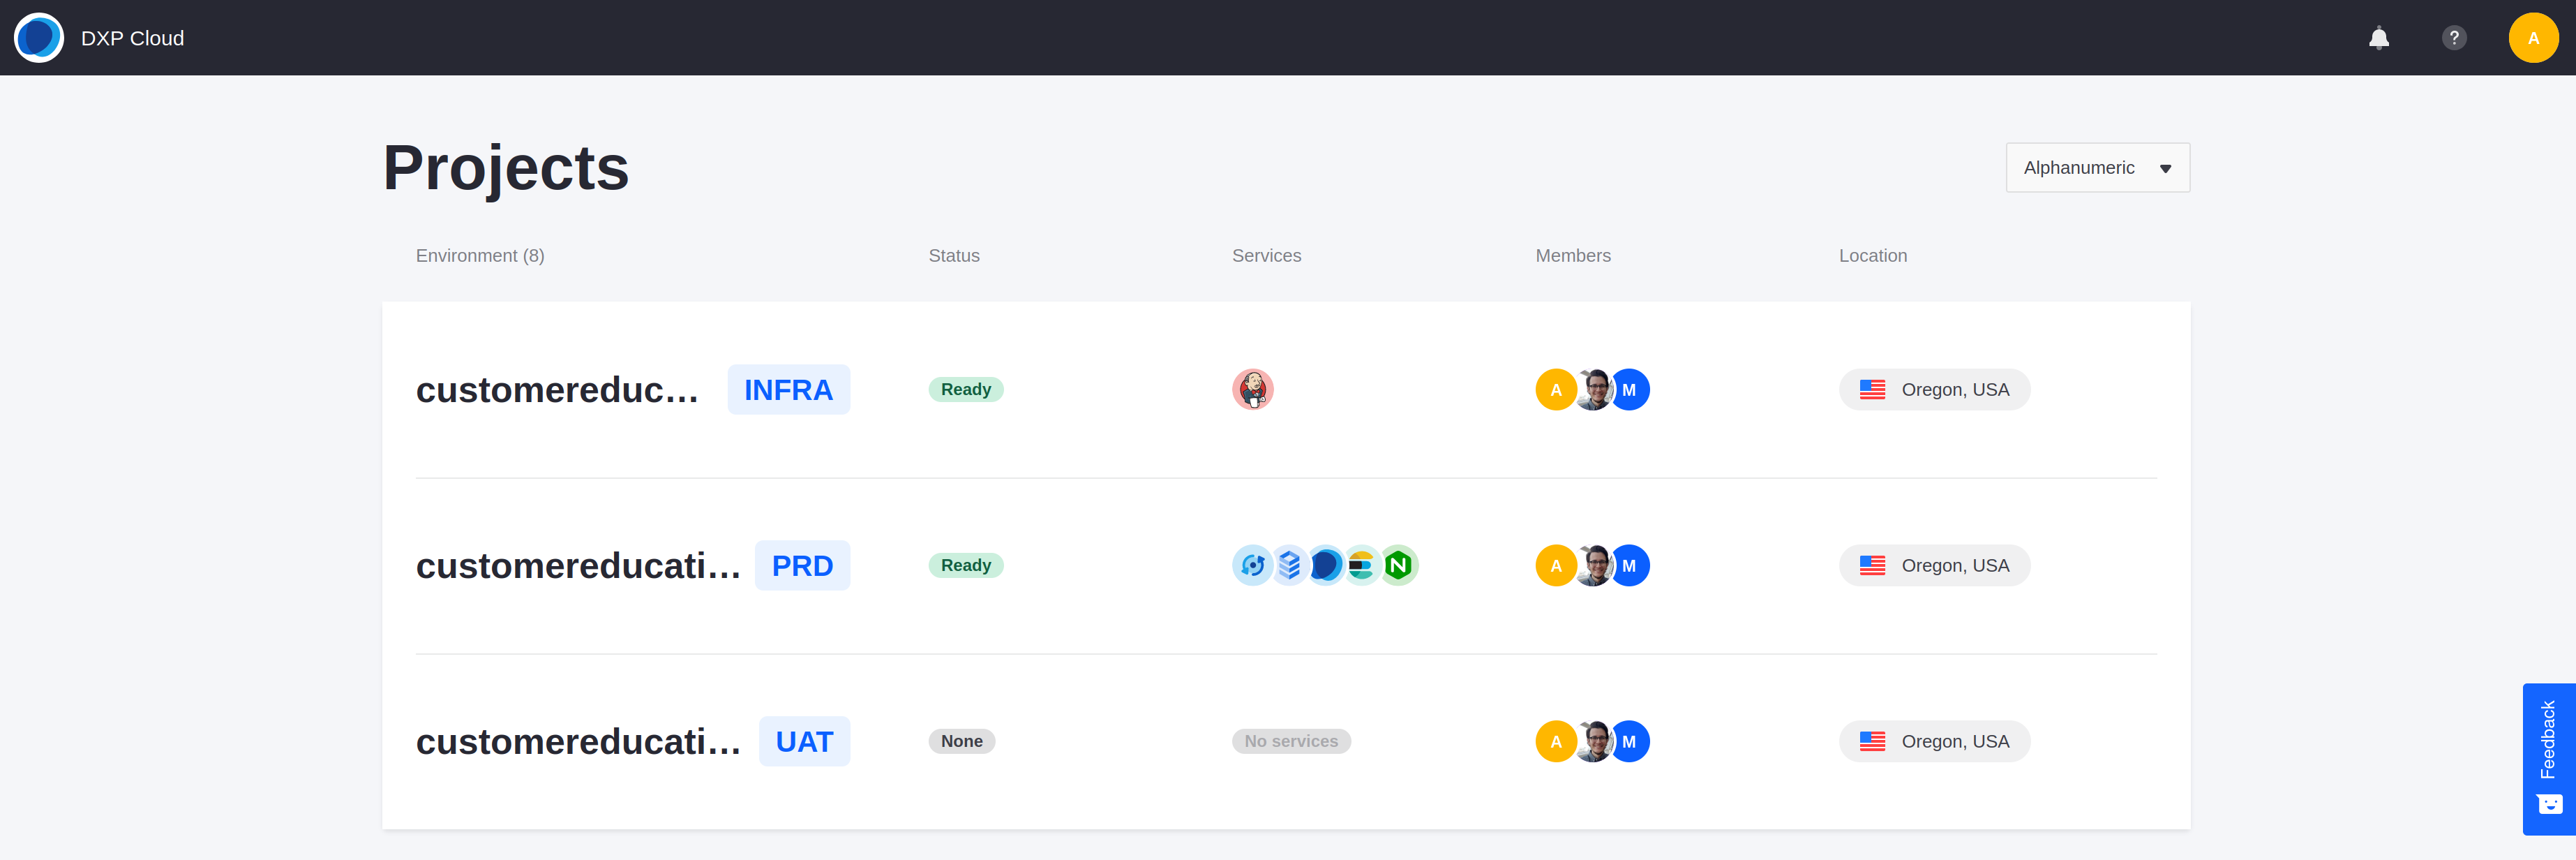 DXP Cloud
?
A
Projects
Alphanumeric
Environment (8) Status Services Members Location
customereduc... INFRA Ready A M Oregon, USA
customereducati... PRD Ready N A M Oregon, USA
customereducati... UAT None No services A M Oregon, USA
Feedback